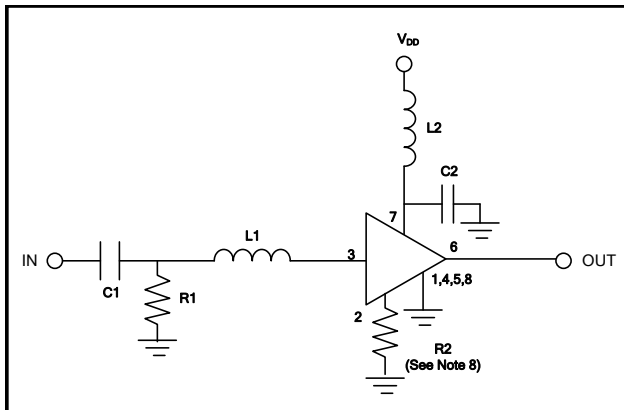 VDD
L2
C2
7
L1
IN
3
6
OUT
C1
R1
1,4,5,8
2
R2
(See Note 8)